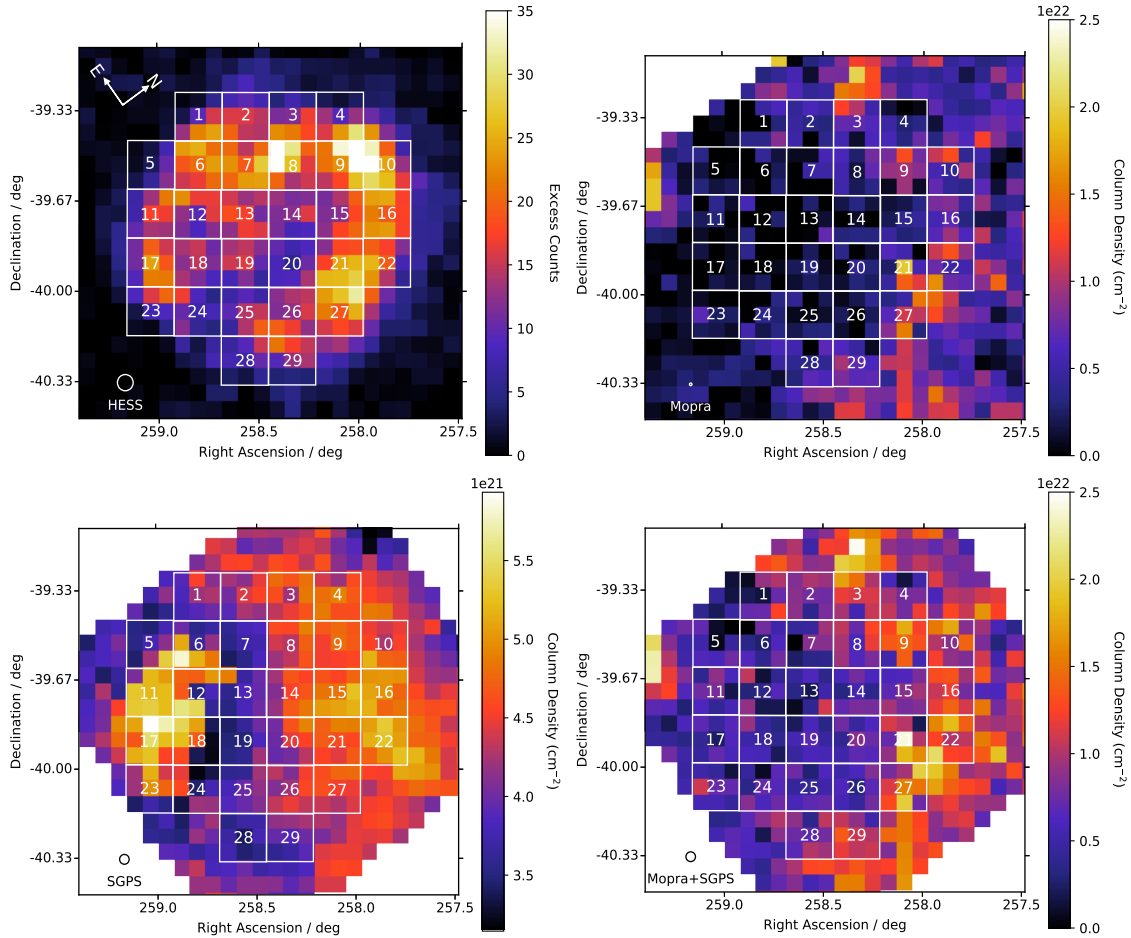 35
30
25
20
15
10
5
0
Excess Counts
E N
-39.33
-39.67
-40.00
-40.33
Declination / deg
1 2 3 4
5 6 7 8 9 10
11 12 13 14 15 16
17 18 19 20 21 22
23 24 25 26 27
28 29
HESS
259.0 258.5 258.0 257.5
Right Ascension / deg
1e22
2.5
2.0
1.5
1.0
0.5
0.0
Column Density (cm⁻²)
-39.33
-39.67
-40.00
-40.33
Declination / deg
1 2 3 4
5 6 7 8 9 10
11 12 13 14 15 16
17 18 19 20 21 22
23 24 25 26 27
28 29
Mopra
259.0 258.5 258.0 257.5
Right Ascension / deg
1e21
5.5
5.0
4.5
4.0
3.5
Column Density (cm⁻²)
-39.33
-39.67
-40.00
-40.33
Declination / deg
1 2 3 4
5 6 7 8 9 10
11 12 13 14 15 16
17 18 19 20 21 22
23 24 25 26 27
28 29
SGPS
259.0 258.5 258.0 257.5
Right Ascension / deg
1e22
2.5
2.0
1.5
1.0
0.5
0.0
Column Density (cm⁻²)
-39.33
-39.67
-40.00
-40.33
Declination / deg
1 2 3 4
5 6 7 8 9 10
11 12 13 14 15 16
17 18 19 20 21 22
23 24 25 26 27
28 29
Mopra+SGPS
259.0 258.5 258.0 257.5
Right Ascension / deg